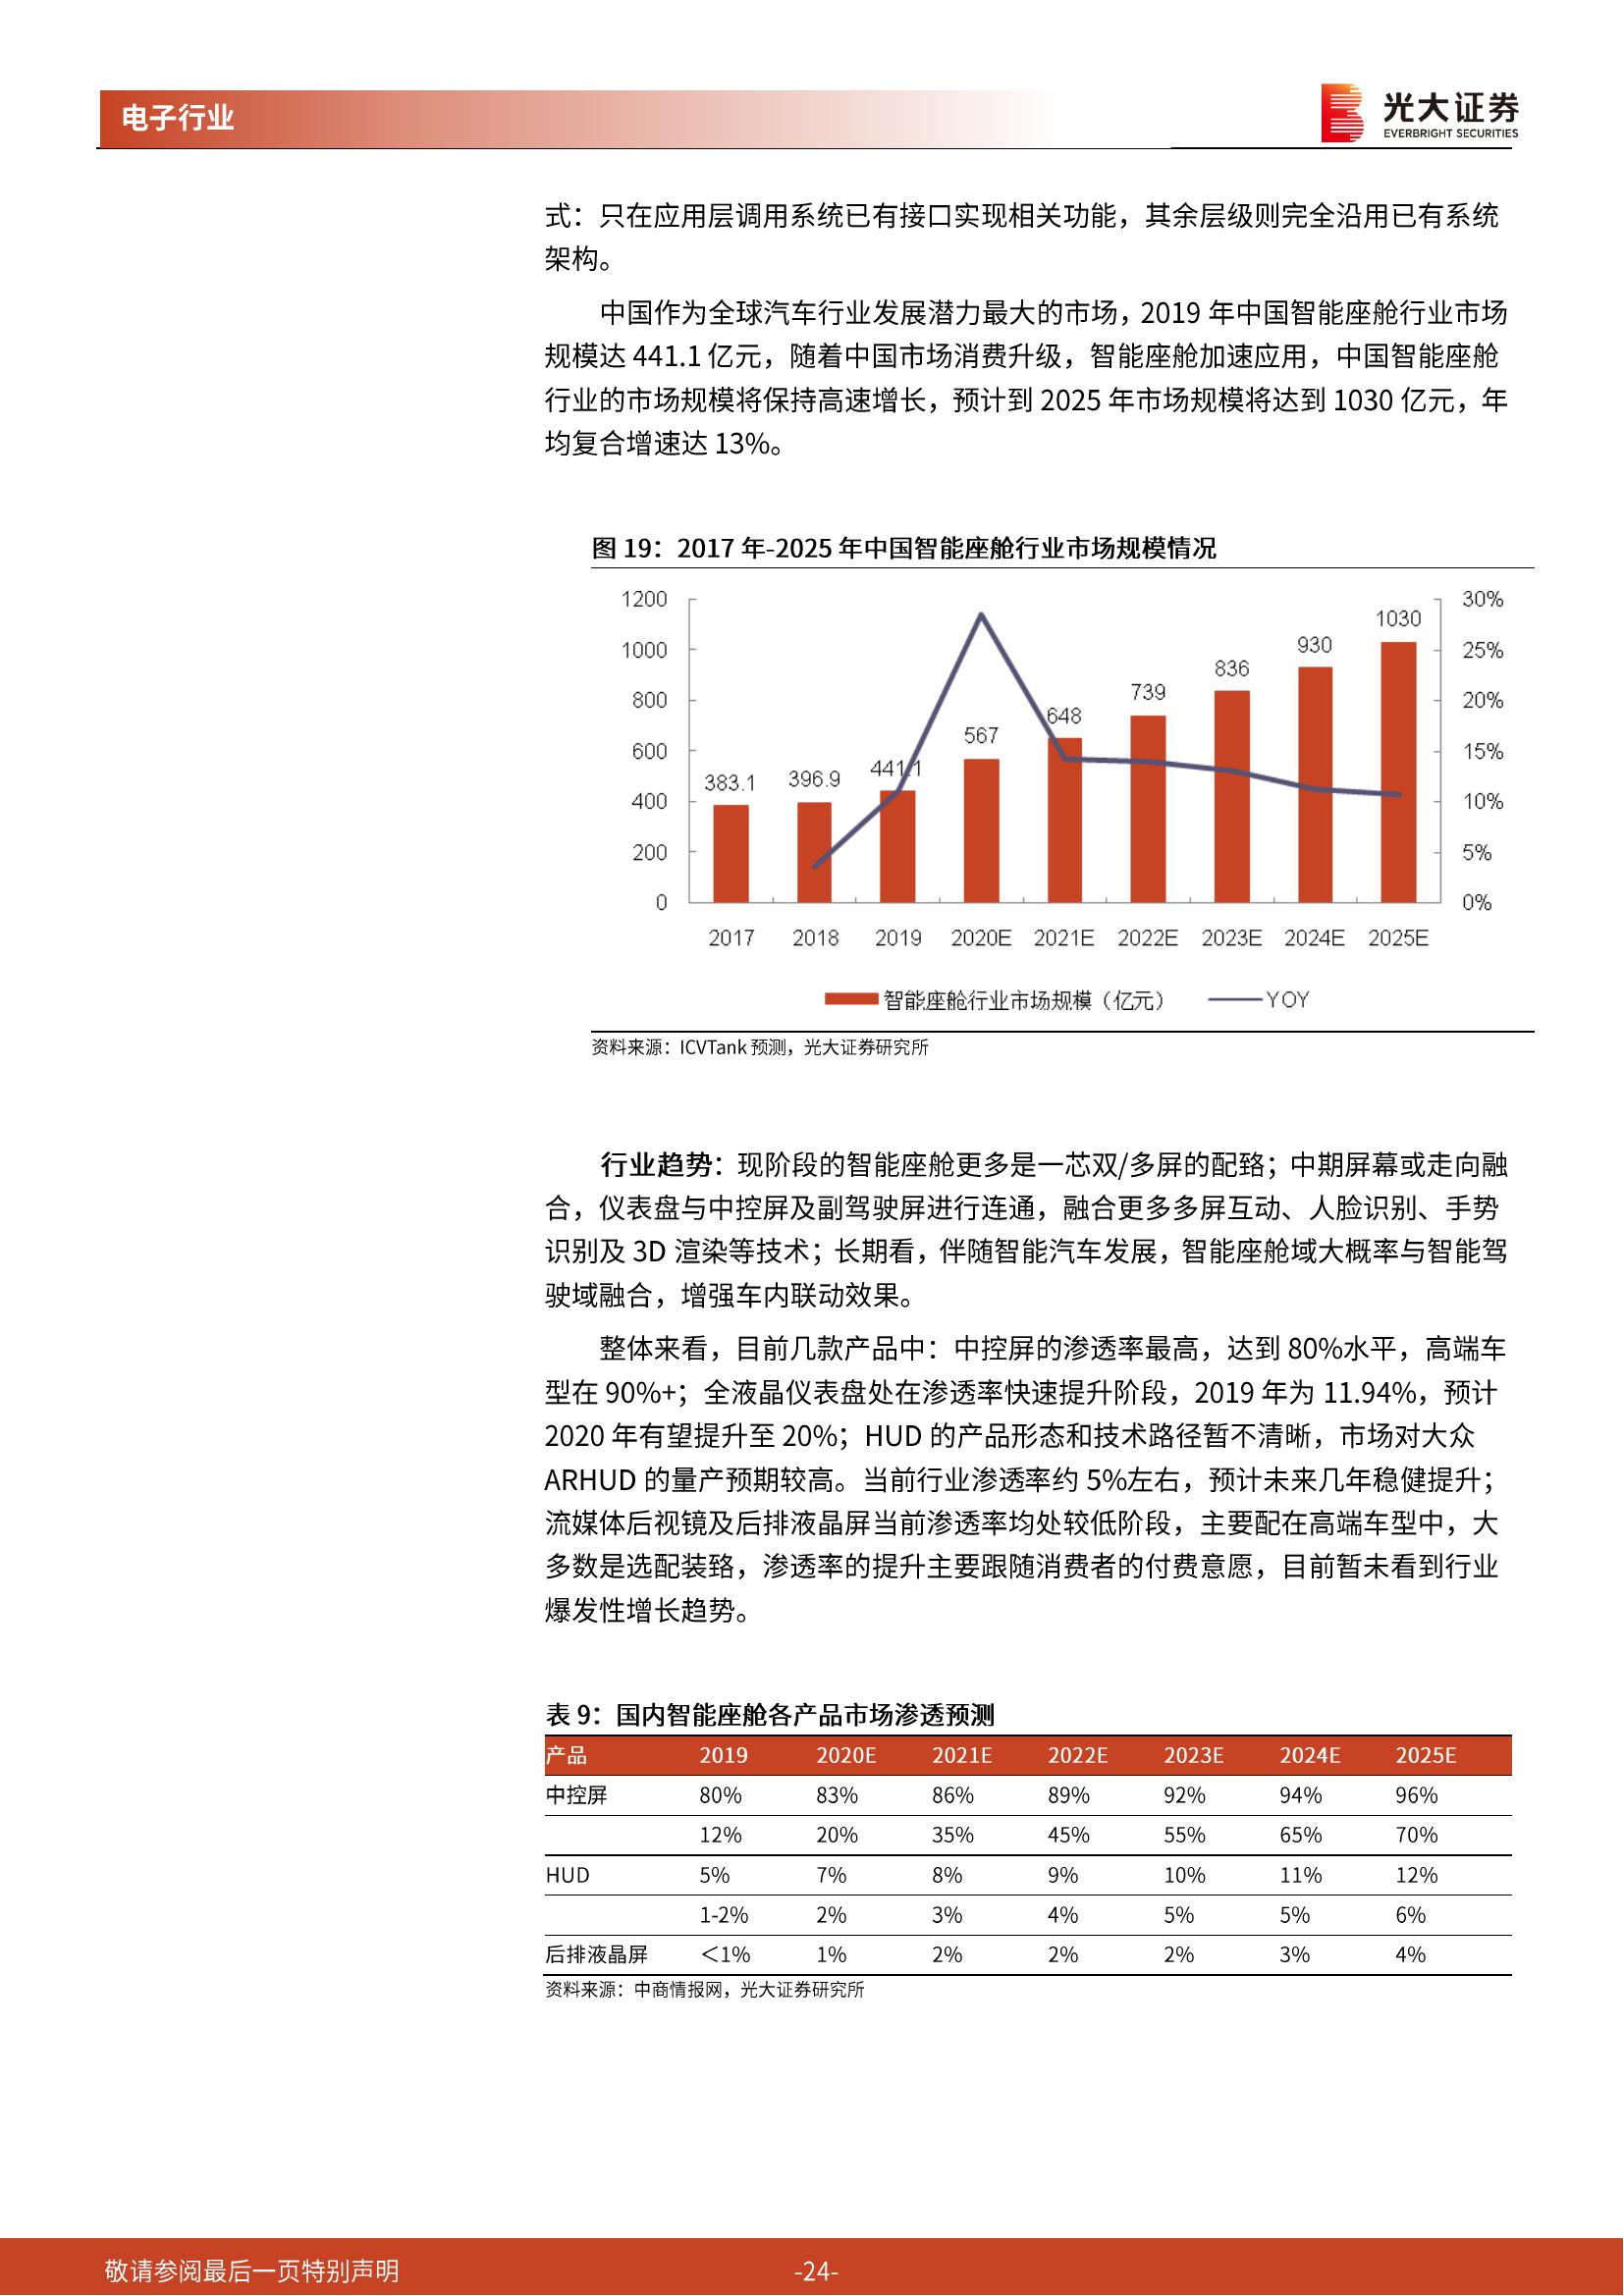 电子行业
光大证券
EVERBRIGHT SECURITIES
式：只在应用层调用系统已有接口实现相关功能，其余层级则完全沿用已有系统
架构。
中国作为全球汽车行业发展潜力最大的市场，2019 年中国智能座舱行业市场
规模达 441.1 亿元，随着中国市场消费升级，智能座舱加速应用，中国智能座舱
行业的市场规模将保持高速增长，预计到 2025 年市场规模将达到 1030 亿元，年
均复合增速达 13%。
图 19：2017 年-2025 年中国智能座舱行业市场规模情况
1200 30%
1000 25%
800 20%
600 15%
400 10%
200 5%
0 0%
383.1 396.9 441.1 567 648 739 836 930 1030
2017 2018 2019 2020E 2021E 2022E 2023E 2024E 2025E
智能座舱行业市场规模（亿元） YOY
资料来源：ICVTank 预测，光大证券研究所
行业趋势：现阶段的智能座舱更多是一芯双/多屏的配臵；中期屏幕或走向融
合，仪表盘与中控屏及副驾驶屏进行连通，融合更多多屏互动、人脸识别、手势
识别及 3D 渲染等技术；长期看，伴随智能汽车发展，智能座舱域大概率与智能驾
驶域融合，增强车内联动效果。
整体来看，目前几款产品中：中控屏的渗透率最高，达到 80%水平，高端车
型在 90%+；全液晶仪表盘处在渗透率快速提升阶段，2019 年为 11.94%，预计
2020 年有望提升至 20%；HUD 的产品形态和技术路径暂不清晰，市场对大众
ARHUD 的量产预期较高。当前行业渗透率约 5%左右，预计未来几年稳健提升；
流媒体后视镜及后排液晶屏当前渗透率均处较低阶段，主要配在高端车型中，大
多数是选配装臵，渗透率的提升主要跟随消费者的付费意愿，目前暂未看到行业
爆发性增长趋势。
表 9：国内智能座舱各产品市场渗透预测
产品 2019 2020E 2021E 2022E 2023E 2024E 2025E
中控屏 80% 83% 86% 89% 92% 94% 96%
12% 20% 35% 45% 55% 65% 70%
HUD 5% 7% 8% 9% 10% 11% 12%
1-2% 2% 3% 4% 5% 5% 6%
后排液晶屏 ＜1% 1% 2% 2% 2% 3% 4%
资料来源：中商情报网，光大证券研究所
敬请参阅最后一页特别声明 -24-